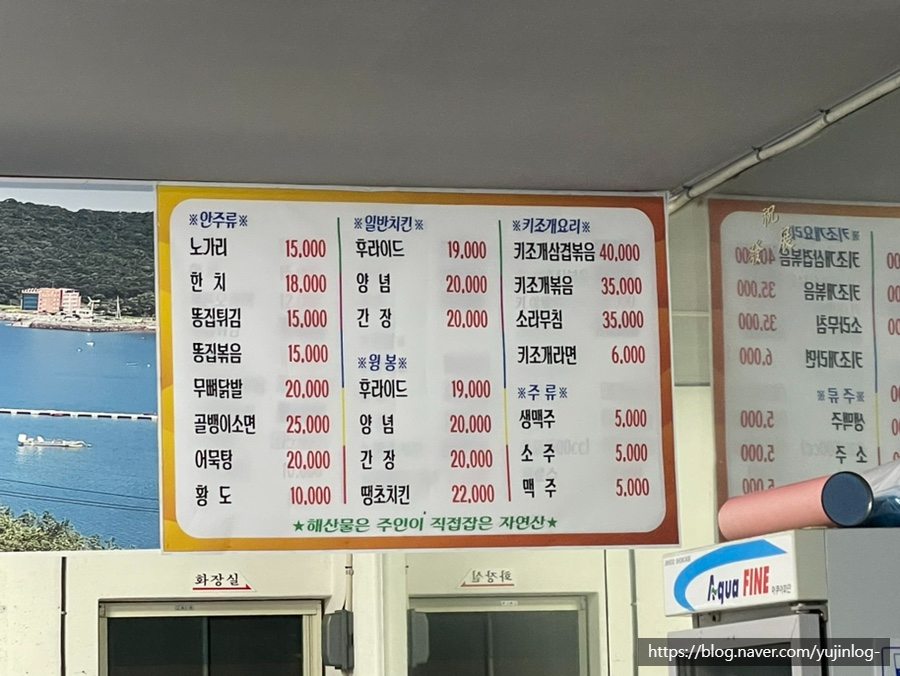 ※안주류※
노가리 15,000
한 치 18,000
똥집튀김 15,000
똥집볶음 15,000
무뼈닭발 20,000
골뱅이소면 25,000
어묵탕 20,000
황 도 10,000
※일반치킨※
후라이드 19,000
양 념 20,000
간 장 20,000
※윙 봉※
후라이드 19,000
양 념 20,000
간 장 20,000
땡초치킨 22,000
※키조개요리※
키조개삼겹볶음 40,000
키조개볶음 35,000
소라무침 35,000
키조개라면 6,000
※주 류※
생맥주 5,000
소 주 5,000
맥 주 5,000
★해산물은 주인이 직접잡은 자연산★
화장실
Aqua FINE
https://blog.naver.com/yujinlog-